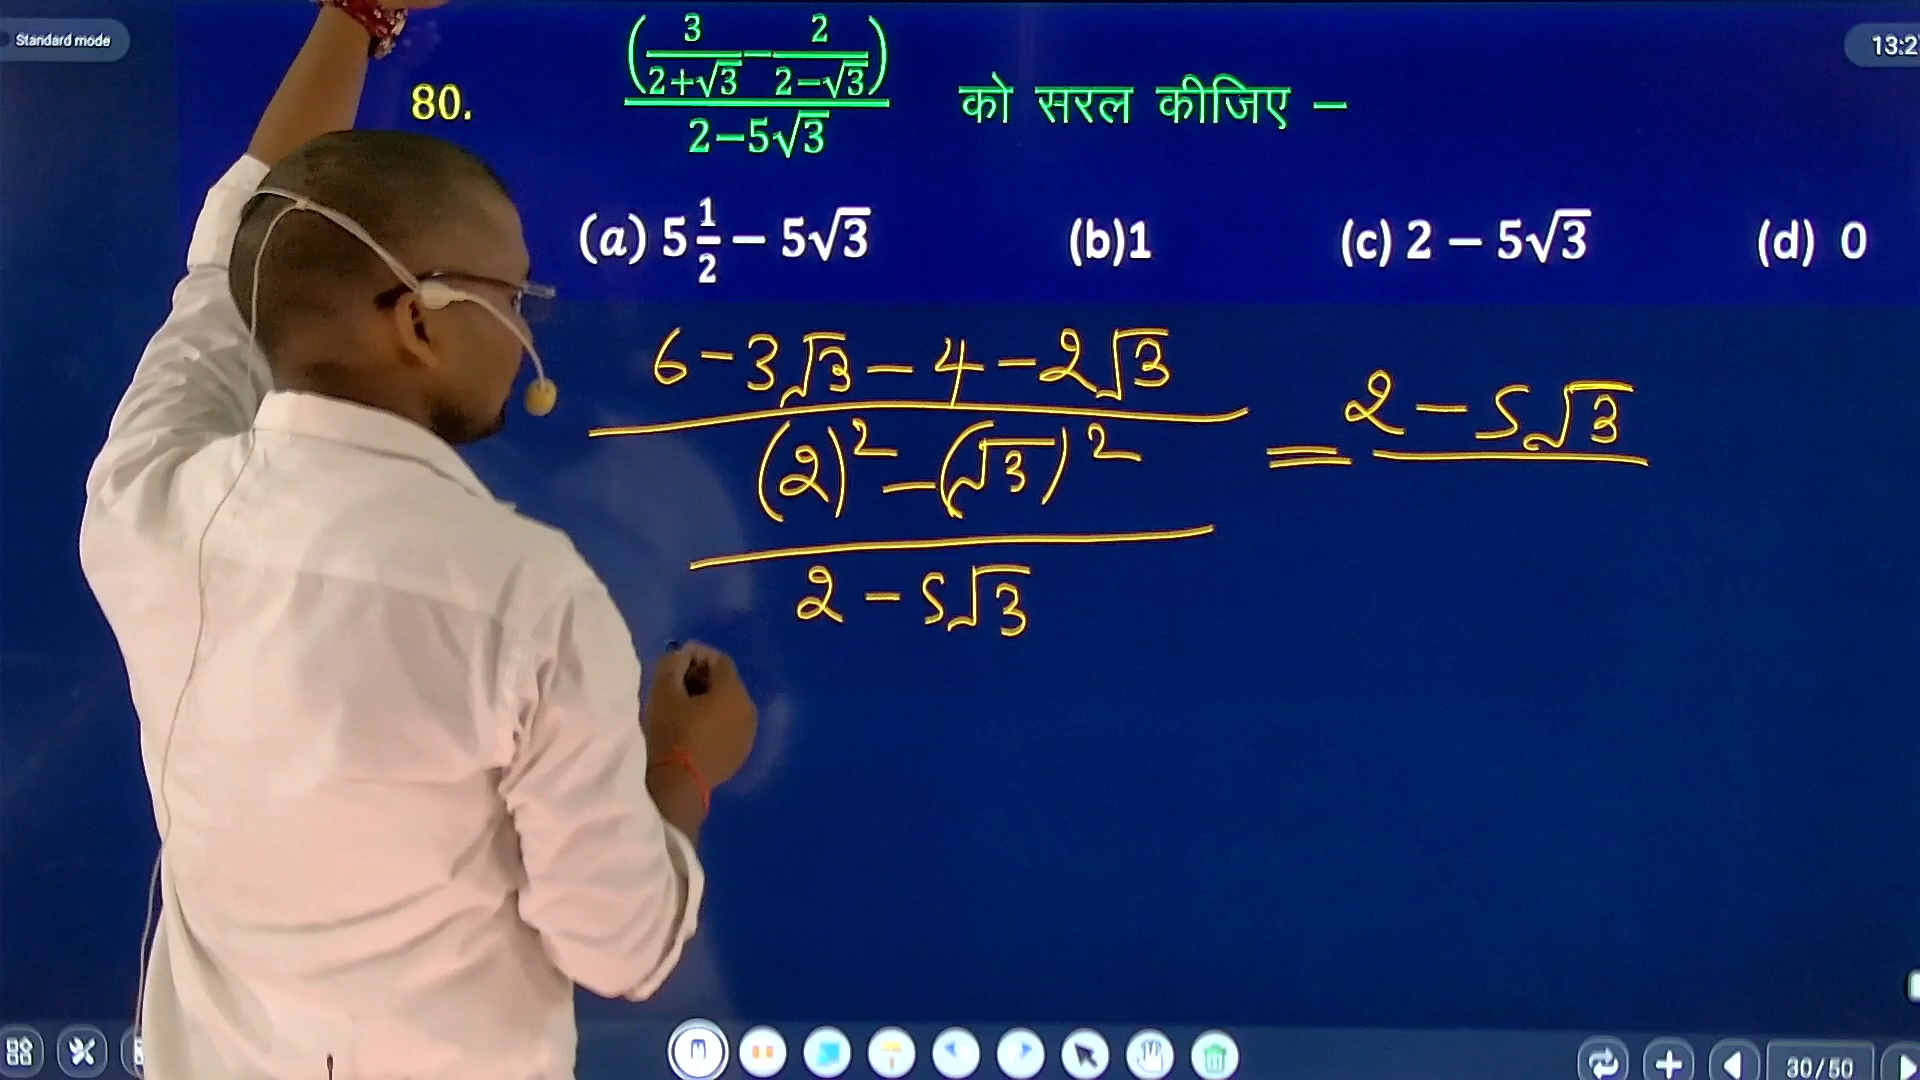 Standard mode
13:2
80. ((3/(2+√3) − 2/(2−√3)))/(2−5√3) को सरल कीजिए −
(a) 5 1/2 − 5√3 (b)1 (c) 2 − 5√3 (d) 0
6 − 3√3 − 4 − 2√3
(2)² − (√3)²
2 − 5√3
= 2 − 5√3
30/50